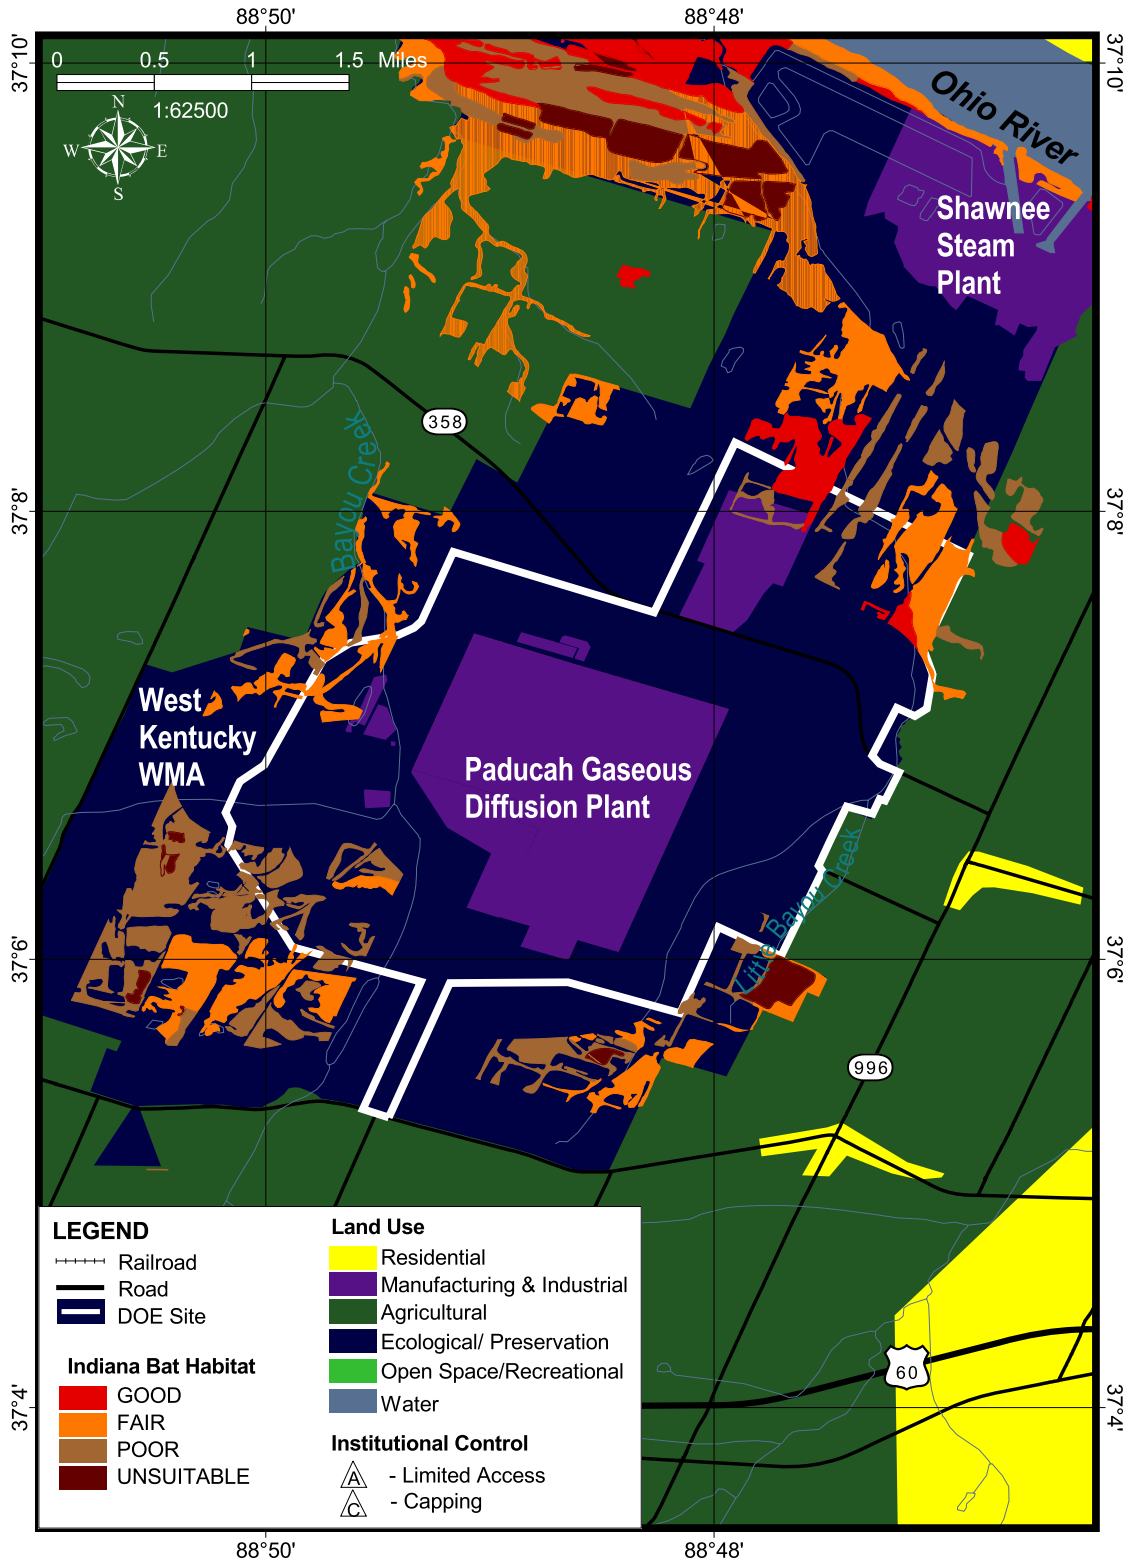 88°50'
88°48'
37°10'
37°10'
0
0.5
1
1.5
Miles
1:62500
N
W
E
S
Ohio River
Shawnee
Steam
Plant
358
Bayou Creek
37°8'
37°8'
West
Kentucky
WMA
Paducah Gaseous
Diffusion Plant
Little Bayou Creek
37°6'
37°6'
996
LEGEND
Railroad
Road
DOE Site
Indiana Bat Habitat
GOOD
FAIR
POOR
UNSUITABLE
Land Use
Residential
Manufacturing & Industrial
Agricultural
Ecological/ Preservation
Open Space/Recreational
Water
Institutional Control
A - Limited Access
C - Capping
60
37°4'
37°4'
88°50'
88°48'